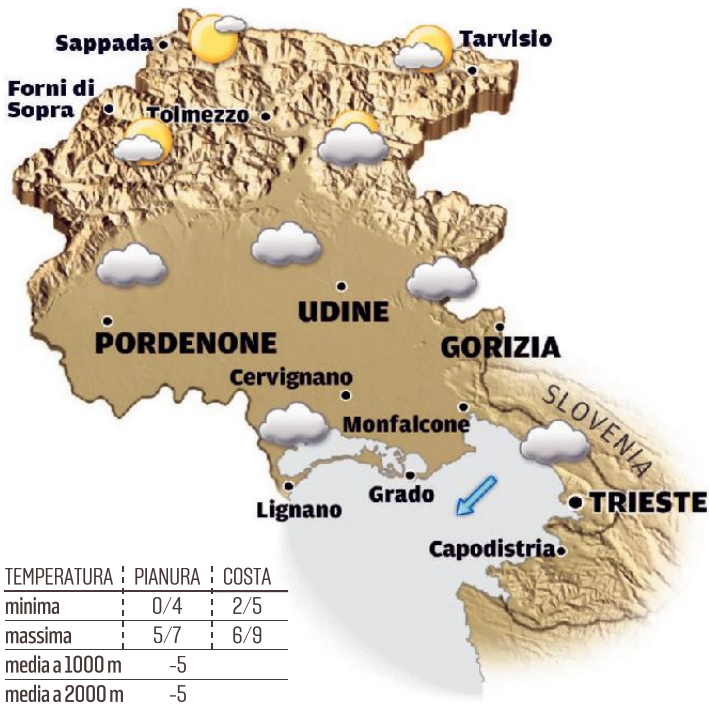 Sappada
Tarvisio
Forni di
Sopra
Tolmezzo
UDINE
PORDENONE
GORIZIA
Cervignano
SLOVENIA
Monfalcone
Grado
Lignano
TRIESTE
Capodistria
TEMPERATURA PIANURA COSTA
minima 0/4 2/5
massima 5/7 6/9
media a 1000 m -5
media a 2000 m -5